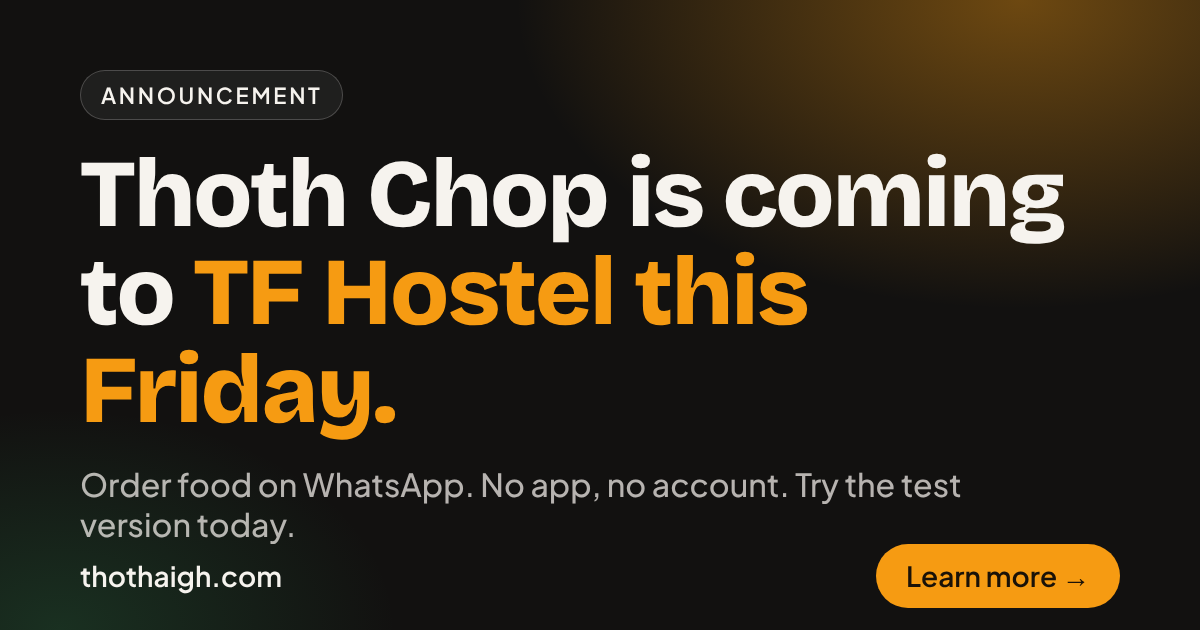 ANNOUNCEMENT
Thoth Chop is coming
to TF Hostel this
Friday.
Order food on WhatsApp. No app, no account. Try the test
version today.
thothaigh.com
Learn more →